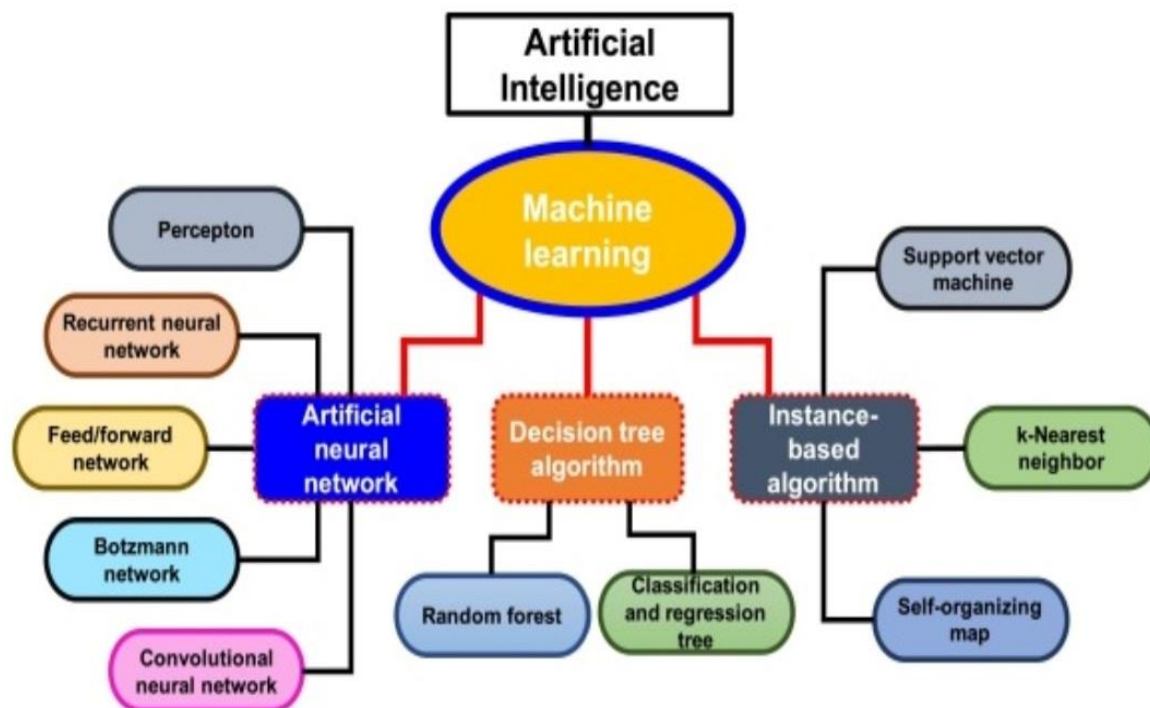 Artificial
Intelligence
Machine
learning
Percepton
Recurrent neural
network
Feed/forward
network
Botzmann
network
Convolutional
neural network
Artificial
neural
network
Decision tree
algorithm
Random forest
Classification
and regression
tree
Instance-
based
algorithm
Support vector
machine
k-Nearest
neighbor
Self-organizing
map